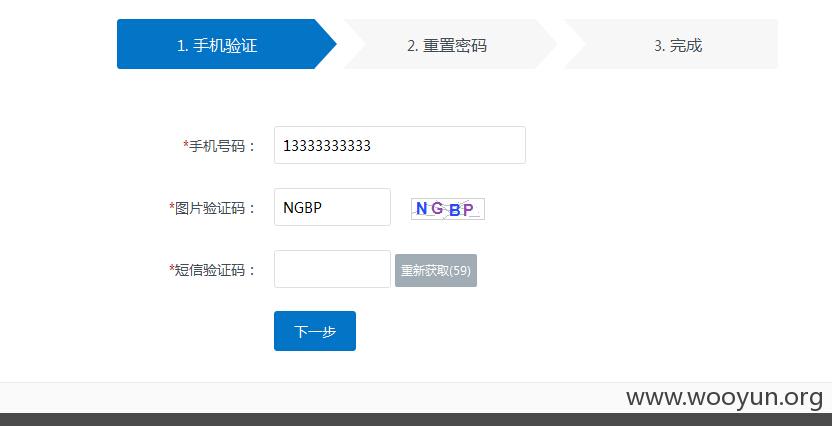 1. 手机验证 2. 重置密码 3. 完成
*手机号码： 13333333333
*图片验证码： NGBP NGBP
*短信验证码： 重新获取(59)
下一步
www.wooyun.org